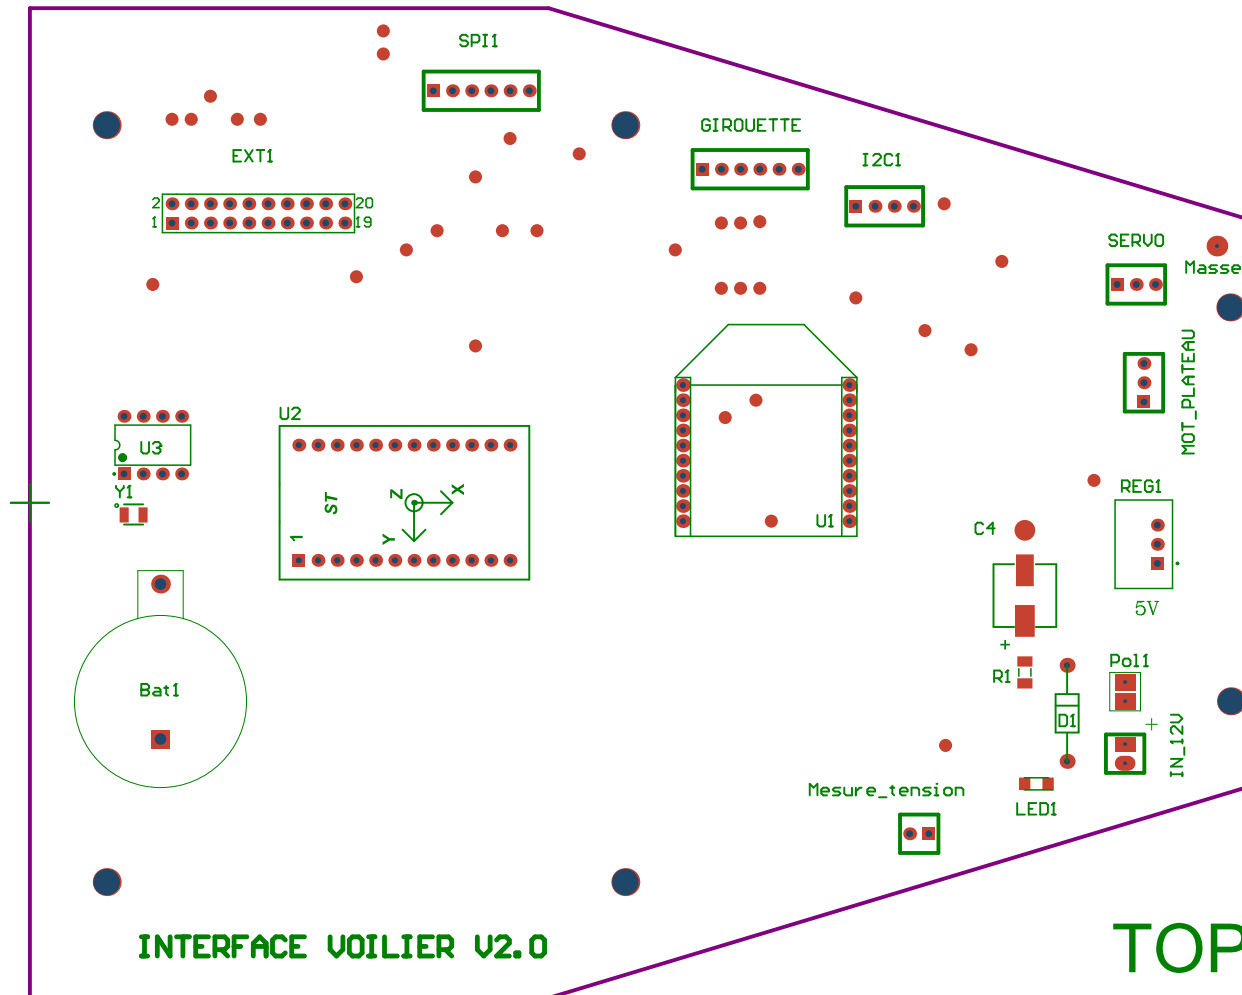 SPI1
GIROUETTE
EXT1
I2C1
2 20
1 19
SERVO
Masse
MOT_PLATEAU
U2
U3
Y1
ST
Z
X
Y
1
U1
REG1
C4
5V
+
Pol1
R1
Bat1
D1
+
IN_12V
Mesure_tension
LED1
INTERFACE VOILIER V2.0
TOP